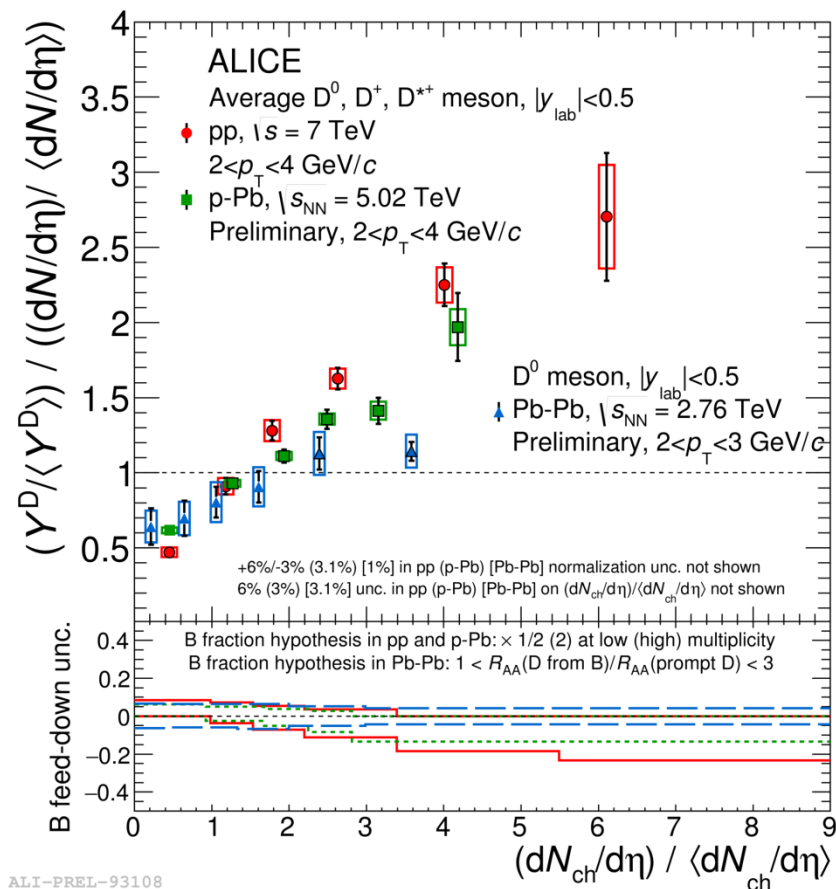 (Y^D/⟨Y^D⟩) / ((dN/dη)/ ⟨dN/dη⟩)
4
3.5
3
2.5
2
1.5
1
0.5
ALICE
Average D⁰, D⁺, D*⁺ meson, |y_lab|<0.5
pp, √s = 7 TeV
2<p_T<4 GeV/c
p-Pb, √s_NN = 5.02 TeV
Preliminary, 2<p_T<4 GeV/c
D⁰ meson, |y_lab|<0.5
Pb-Pb, √s_NN = 2.76 TeV
Preliminary, 2<p_T<3 GeV/c
+6%/-3% (3.1%) [1%] in pp (p-Pb) [Pb-Pb] normalization unc. not shown
6% (3%) [3.1%] unc. in pp (p-Pb) [Pb-Pb] on (dN_ch/dη)/⟨dN_ch/dη⟩ not shown
B feed-down unc.
0.4
0.2
0
−0.2
−0.4
B fraction hypothesis in pp and p-Pb: × 1/2 (2) at low (high) multiplicity
B fraction hypothesis in Pb-Pb: 1 < R_AA(D from B)/R_AA(prompt D) < 3
0 1 2 3 4 5 6 7 8 9
(dN_ch/dη) / ⟨dN_ch/dη⟩
ALI-PREL-93108